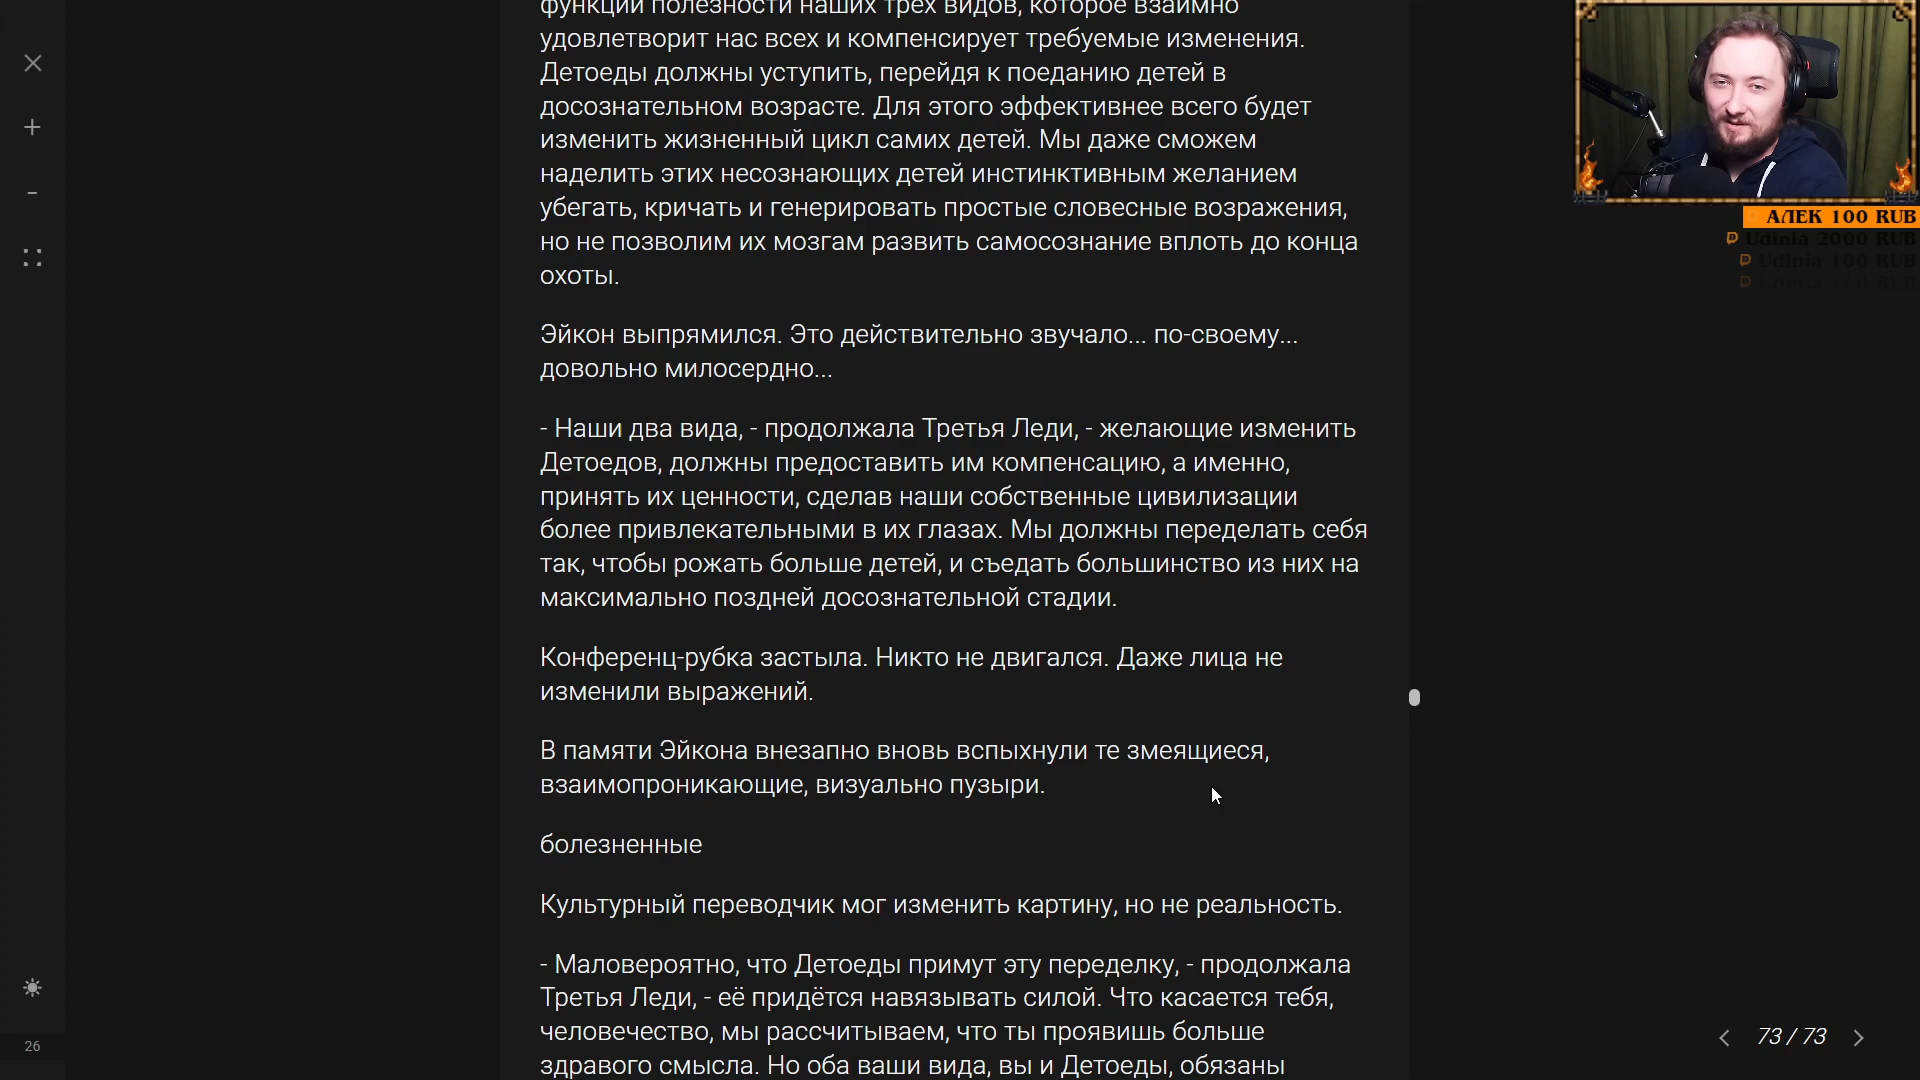 функции полезности наших трех видов, которое взаимно
удовлетворит нас всех и компенсирует требуемые изменения.
Детоеды должны уступить, перейдя к поеданию детей в
досознательном возрасте. Для этого эффективнее всего будет
изменить жизненный цикл самих детей. Мы даже сможем
наделить этих несознающих детей инстинктивным желанием
убегать, кричать и генерировать простые словесные возражения,
но не позволим их мозгам развить самосознание вплоть до конца
охоты.
Эйкон выпрямился. Это действительно звучало... по-своему...
довольно милосердно...
- Наши два вида, - продолжала Третья Леди, - желающие изменить
Детоедов, должны предоставить им компенсацию, а именно,
принять их ценности, сделав наши собственные цивилизации
более привлекательными в их глазах. Мы должны переделать себя
так, чтобы рожать больше детей, и съедать большинство из них на
максимально поздней досознательной стадии.
Конференц-рубка застыла. Никто не двигался. Даже лица не
изменили выражений.
В памяти Эйкона внезапно вновь вспыхнули те змеящиеся,
взаимопроникающие, визуально пузыри.
болезненные
Культурный переводчик мог изменить картину, но не реальность.
- Маловероятно, что Детоеды примут эту переделку, - продолжала
Третья Леди, - её придётся навязывать силой. Что касается тебя,
человечество, мы рассчитываем, что ты проявишь больше
здравого смысла. Но оба ваши вида, вы и Детоеды, обязаны
АЛЕК 100 RUB
Udinia 2000 RUB
Udinia 100 RUB
26
73 / 73